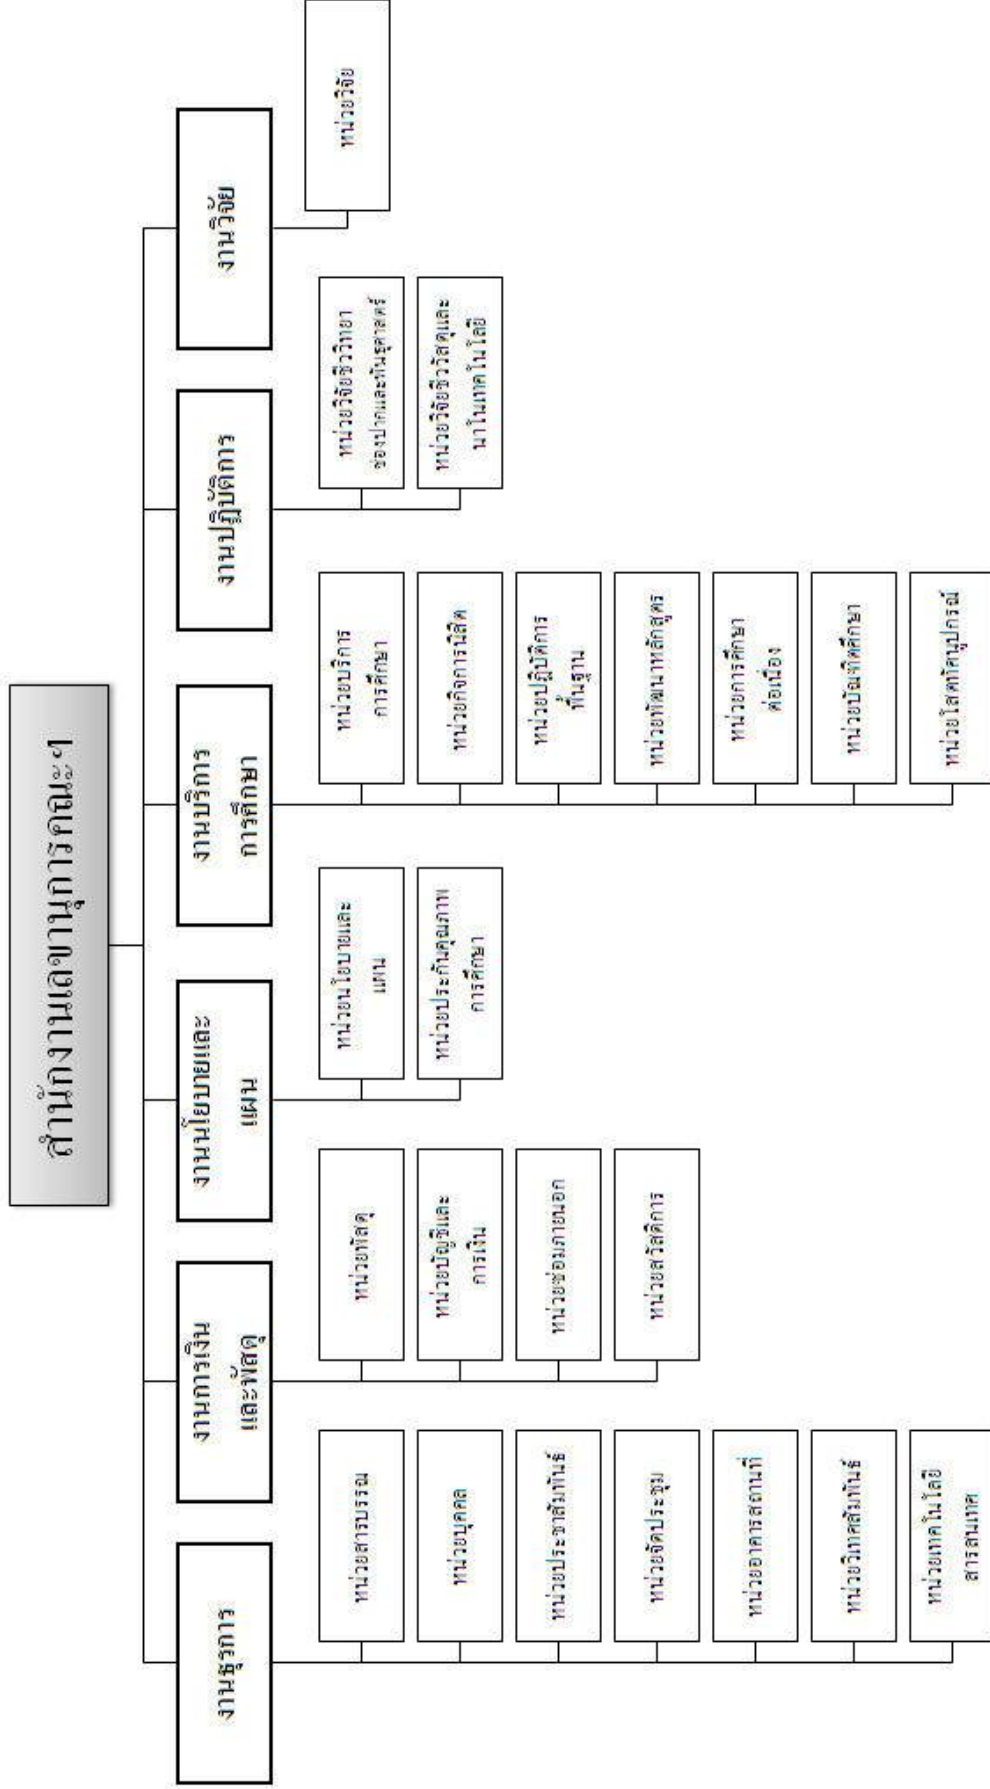 สำนักงานเลขานุการคณะฯ
งานธุรการ
งานการเงิน
และพัสดุ
งานนโยบายและ
แผน
งานบริการ
การศึกษา
งานปฏิบัติการ
งานวิจัย
หน่วยสารบรรณ
หน่วยบุคคล
หน่วยประชาสัมพันธ์
หน่วยจัดประชุม
หน่วยอาคารสถานที่
หน่วยวิเทศสัมพันธ์
หน่วยเทคโนโลยี
สารสนเทศ
หน่วยพัสดุ
หน่วยบัญชีและ
การเงิน
หน่วยซ่อมภายนอก
หน่วยสวัสดิการ
หน่วยนโยบายและ
แผน
หน่วยประกันคุณภาพ
การศึกษา
หน่วยบริการ
การศึกษา
หน่วยกิจการนิสิต
หน่วยปฏิบัติการ
พื้นฐาน
หน่วยพัฒนาหลักสูตร
หน่วยการศึกษา
ต่อเนื่อง
หน่วยบัณฑิตศึกษา
หน่วยโสตทัศนูปกรณ์
หน่วยวิจัยชีววิทยา
ช่องปากและพันธุศาสตร์
หน่วยวิจัยชีววัสดุและ
นาโนเทคโนโลยี
หน่วยวิจัย